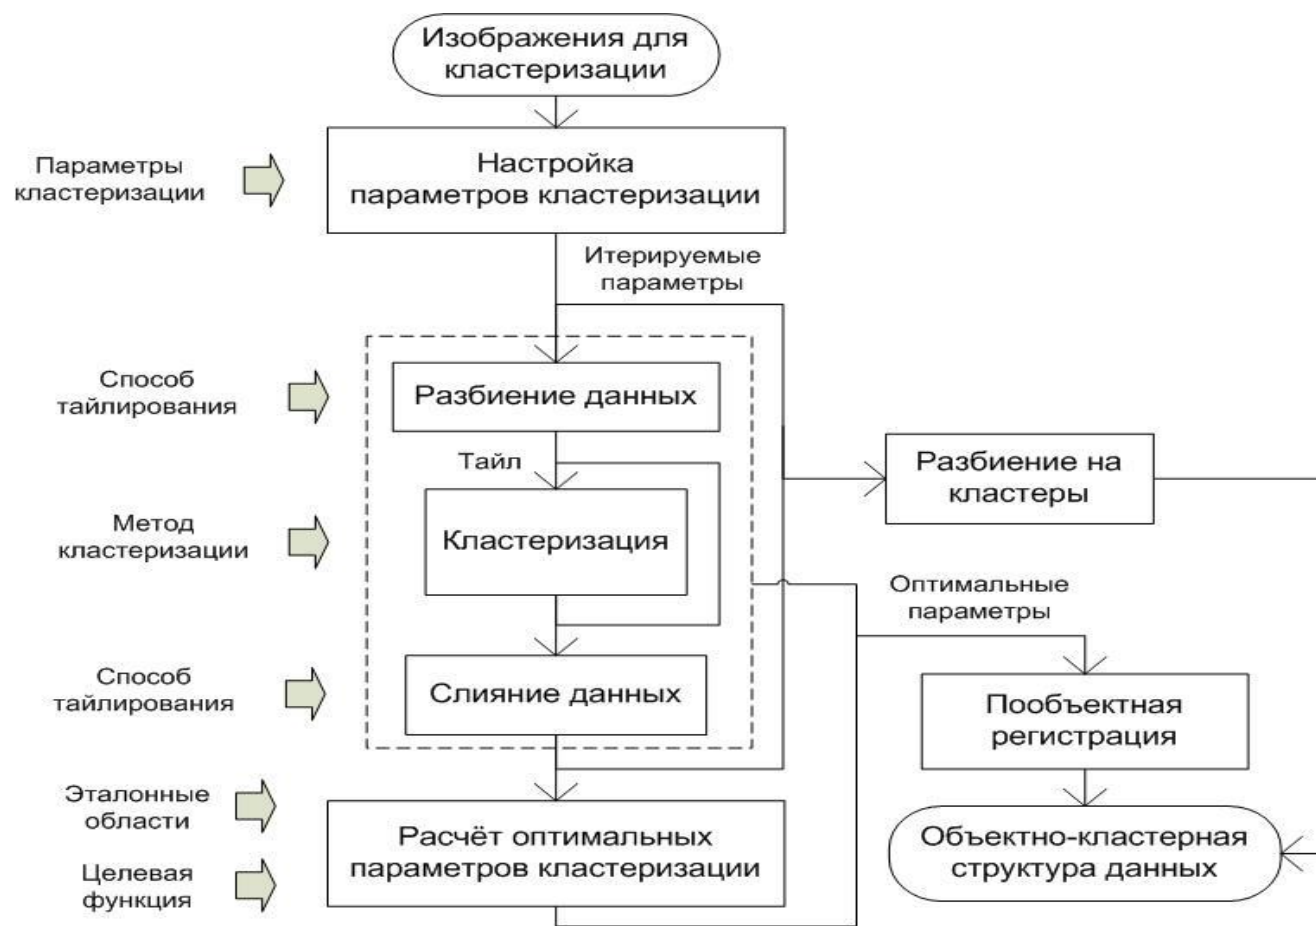 Изображения для
кластеризации
Параметры
кластеризации
Настройка
параметров кластеризации
Итерируемые
параметры
Способ
тайлирования
Разбиение данных
Тайл
Разбиение на
кластеры
Метод
кластеризации
Кластеризация
Оптимальные
параметры
Способ
тайлирования
Слияние данных
Пообъектная
регистрация
Эталонные
области
Расчёт оптимальных
параметров кластеризации
Целевая
функция
Объектно-кластерная
структура данных